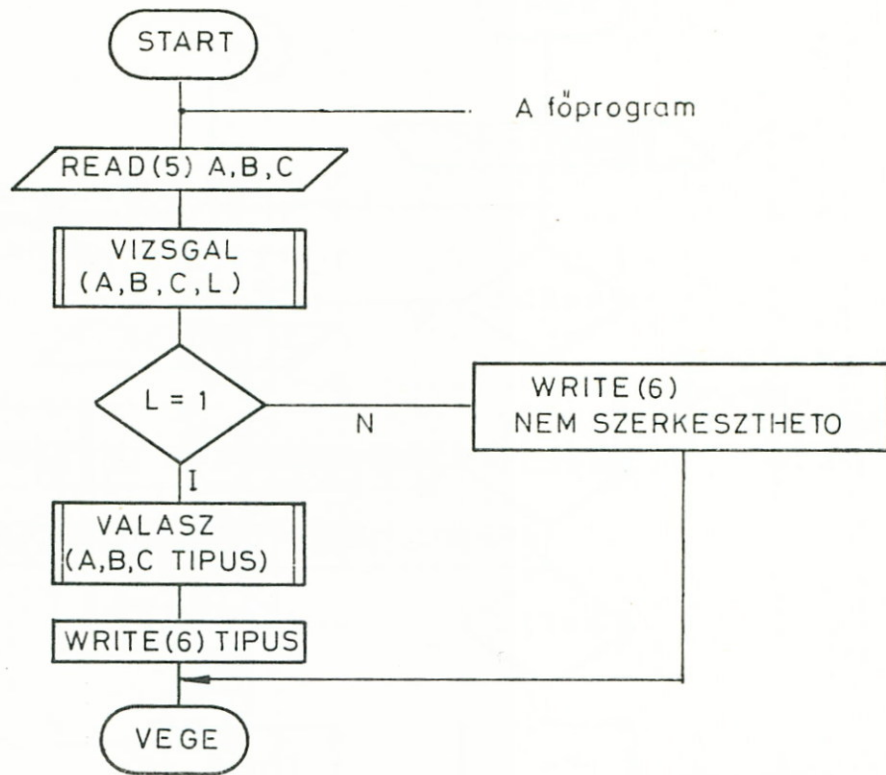 START
A főprogram
READ(5) A,B,C
VIZSGAL
(A,B,C,L)
L = 1
N
WRITE(6)
NEM SZERKESZTHETO
I
VALASZ
(A,B,C TIPUS)
WRITE(6) TIPUS
VEGE